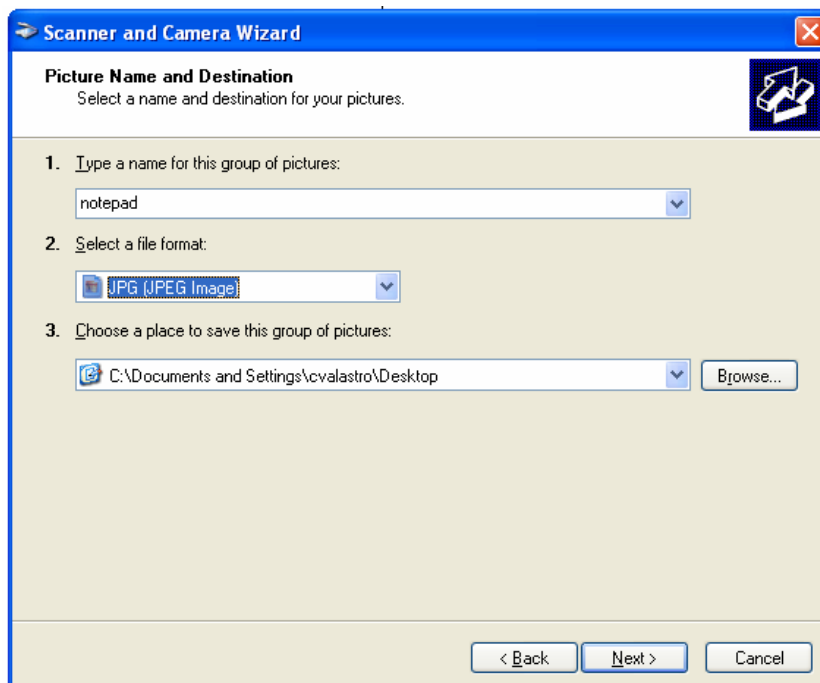 Scanner and Camera Wizard
Picture Name and Destination
Select a name and destination for your pictures.
1. Type a name for this group of pictures:
notepad
2. Select a file format:
JPG (JPEG Image)
3. Choose a place to save this group of pictures:
C:\Documents and Settings\cvalastro\Desktop Browse...
< Back Next > Cancel